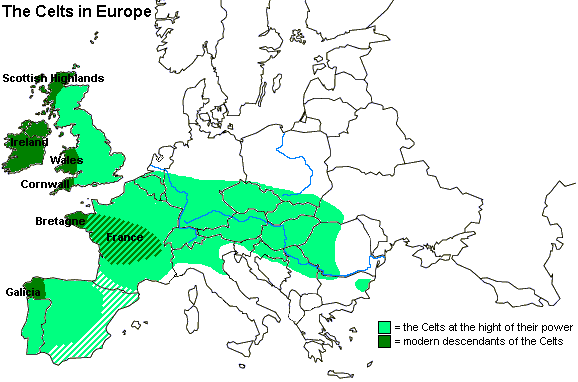 The Celts in Europe
Scottish Highlands
Ireland
Wales
Cornwall
Bretagne
France
Galicia
= the Celts at the hight of their power
= modern descendants of the Celts